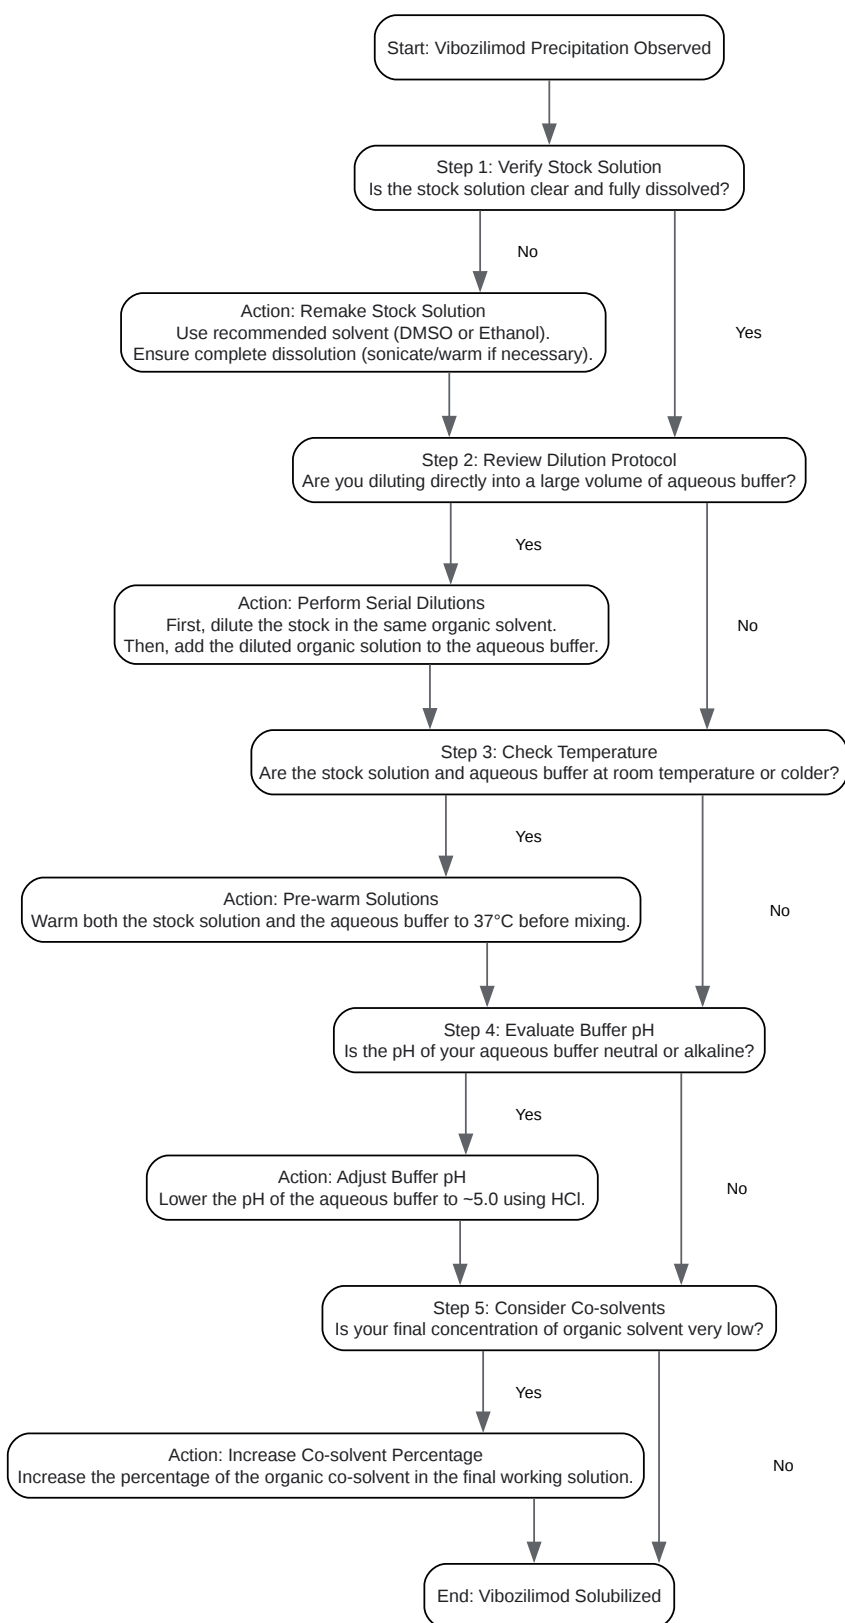 Start: Vibozilimod Precipitation Observed
Step 1: Verify Stock Solution
Is the stock solution clear and fully dissolved?
No
Action: Remake Stock Solution
Use recommended solvent (DMSO or Ethanol).
Ensure complete dissolution (sonicate/warm if necessary).
Yes
Step 2: Review Dilution Protocol
Are you diluting directly into a large volume of aqueous buffer?
Yes
Action: Perform Serial Dilutions
First, dilute the stock in the same organic solvent.
Then, add the diluted organic solution to the aqueous buffer.
No
Step 3: Check Temperature
Are the stock solution and aqueous buffer at room temperature or colder?
Yes
Action: Pre-warm Solutions
Warm both the stock solution and the aqueous buffer to 37°C before mixing.
No
Step 4: Evaluate Buffer pH
Is the pH of your aqueous buffer neutral or alkaline?
Yes
Action: Adjust Buffer pH
Lower the pH of the aqueous buffer to ~5.0 using HCl.
No
Step 5: Consider Co-solvents
Is your final concentration of organic solvent very low?
Yes
Action: Increase Co-solvent Percentage
Increase the percentage of the organic co-solvent in the final working solution.
No
End: Vibozilimod Solubilized